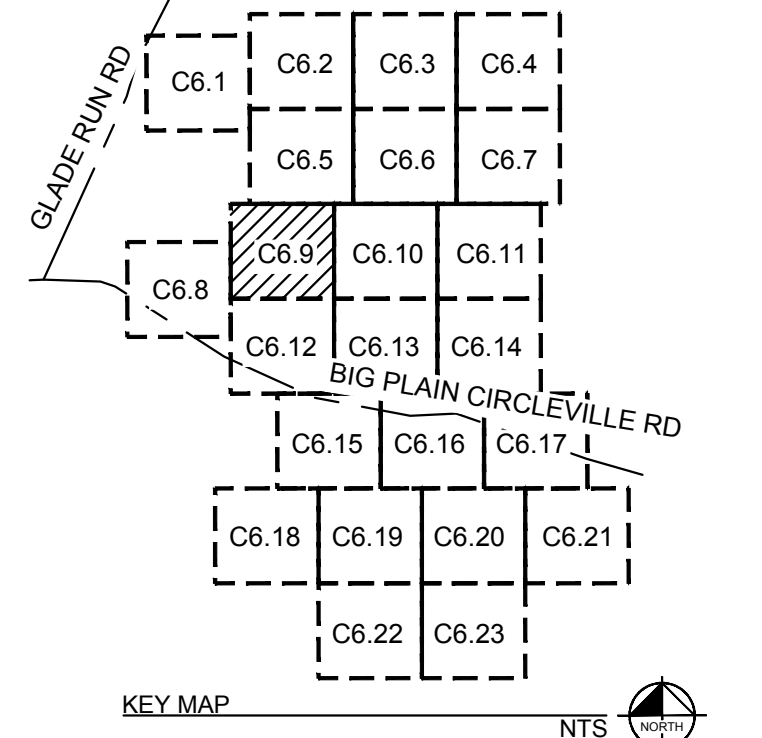 GLADE RUN RD
C6.1
C6.2
C6.3
C6.4
C6.5
C6.6
C6.7
C6.8
C6.9
C6.10
C6.11
C6.12
C6.13
C6.14
BIG PLAIN CIRCLEVILLE RD
C6.15
C6.16
C6.17
C6.18
C6.19
C6.20
C6.21
C6.22
C6.23
KEY MAP
NTS
NORTH